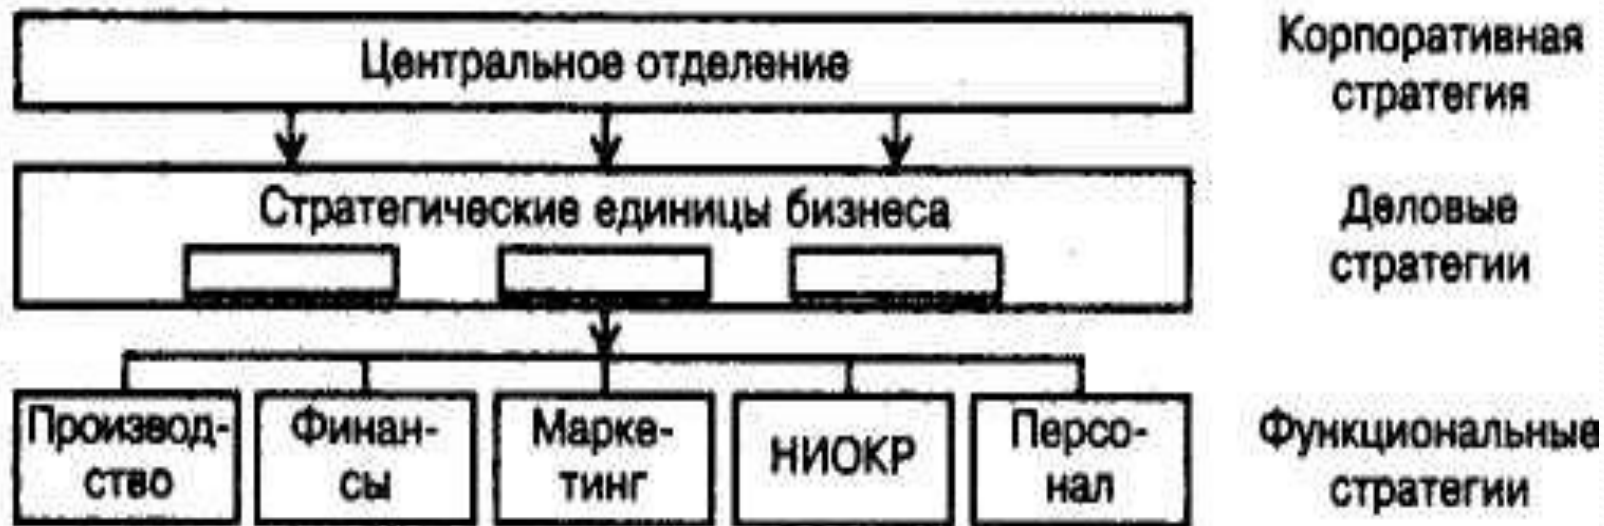 Центральное отделение
Корпоративная
стратегия
Стратегические единицы бизнеса
Деловые
стратегии
Производ-
ство
Финан-
сы
Марке-
тинг
НИОКР
Персо-
нал
Функциональные
стратегии